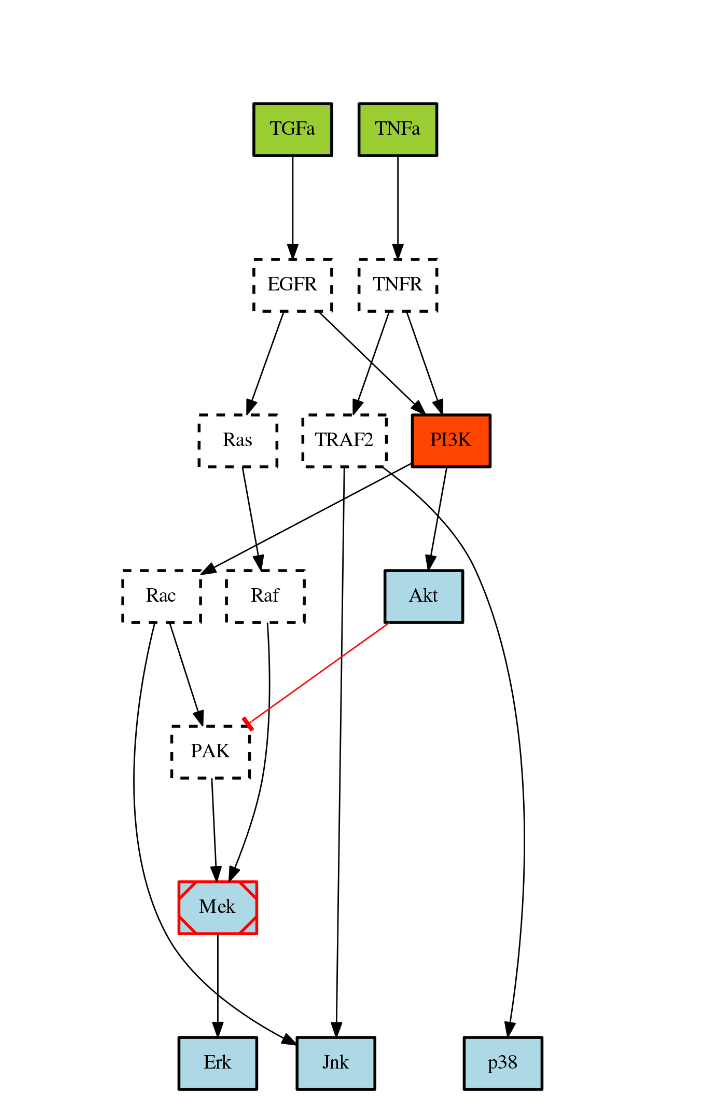 TGFa
TNFa
EGFR
TNFR
Ras
TRAF2
PI3K
Rac
Raf
Akt
PAK
Mek
Erk
Jnk
p38